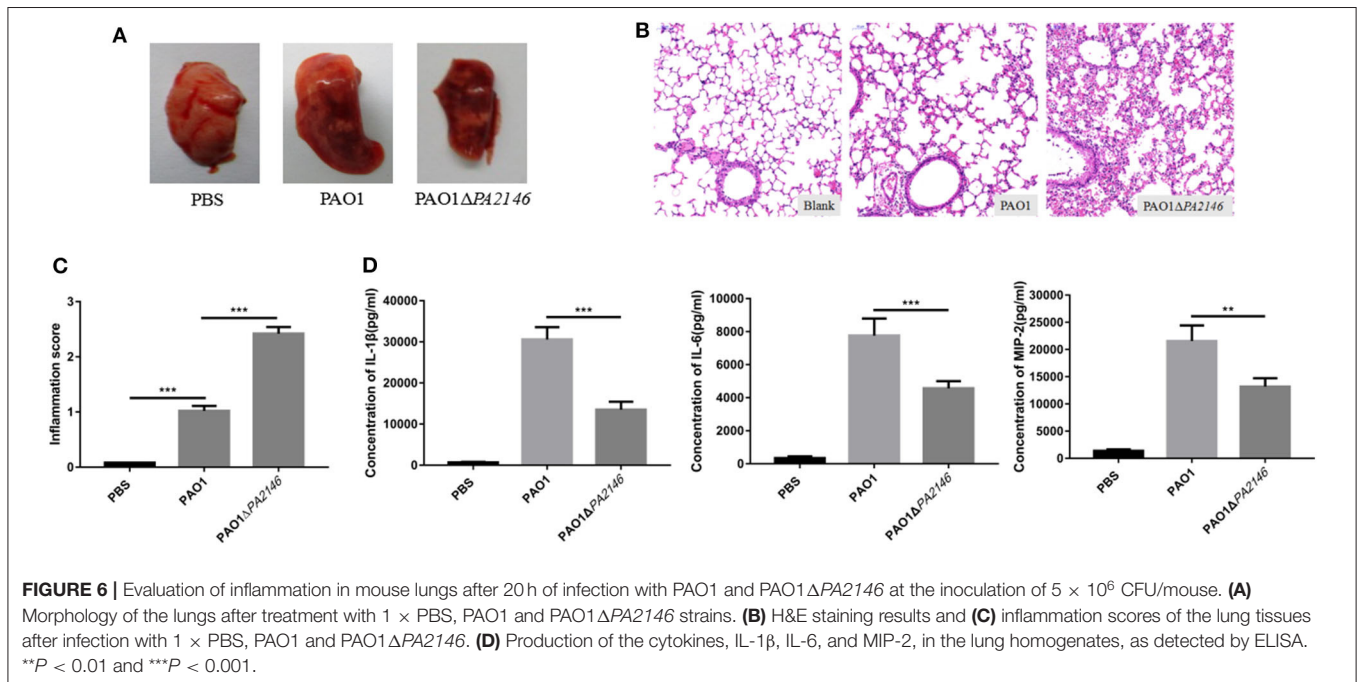 A
PBS
PAO1
PAO1ΔPA2146
B
Blank
PAO1
PAO1ΔPA2146
C
Inflammation score
3
2
1
0
***
***
PBS
PAO1
PAO1ΔPA2146
D
Concentration of IL-1β(pg/ml)
40000
30000
20000
10000
0
***
PBS
PAO1
PAO1ΔPA2146
Concentration of IL-6(pg/ml)
10000
8000
6000
4000
2000
0
***
PBS
PAO1
PAO1ΔPA2146
Concentration of MIP-2(pg/ml)
30000
25000
20000
15000
10000
5000
0
**
PBS
PAO1
PAO1ΔPA2146
FIGURE 6 | Evaluation of inflammation in mouse lungs after 20 h of infection with PAO1 and PAO1ΔPA2146 at the inoculation of 5 × 10⁶ CFU/mouse. (A)
Morphology of the lungs after treatment with 1 × PBS, PAO1 and PAO1ΔPA2146 strains. (B) H&E staining results and (C) inflammation scores of the lung tissues
after infection with 1 × PBS, PAO1 and PAO1ΔPA2146. (D) Production of the cytokines, IL-1β, IL-6, and MIP-2, in the lung homogenates, as detected by ELISA.
**P < 0.01 and ***P < 0.001.